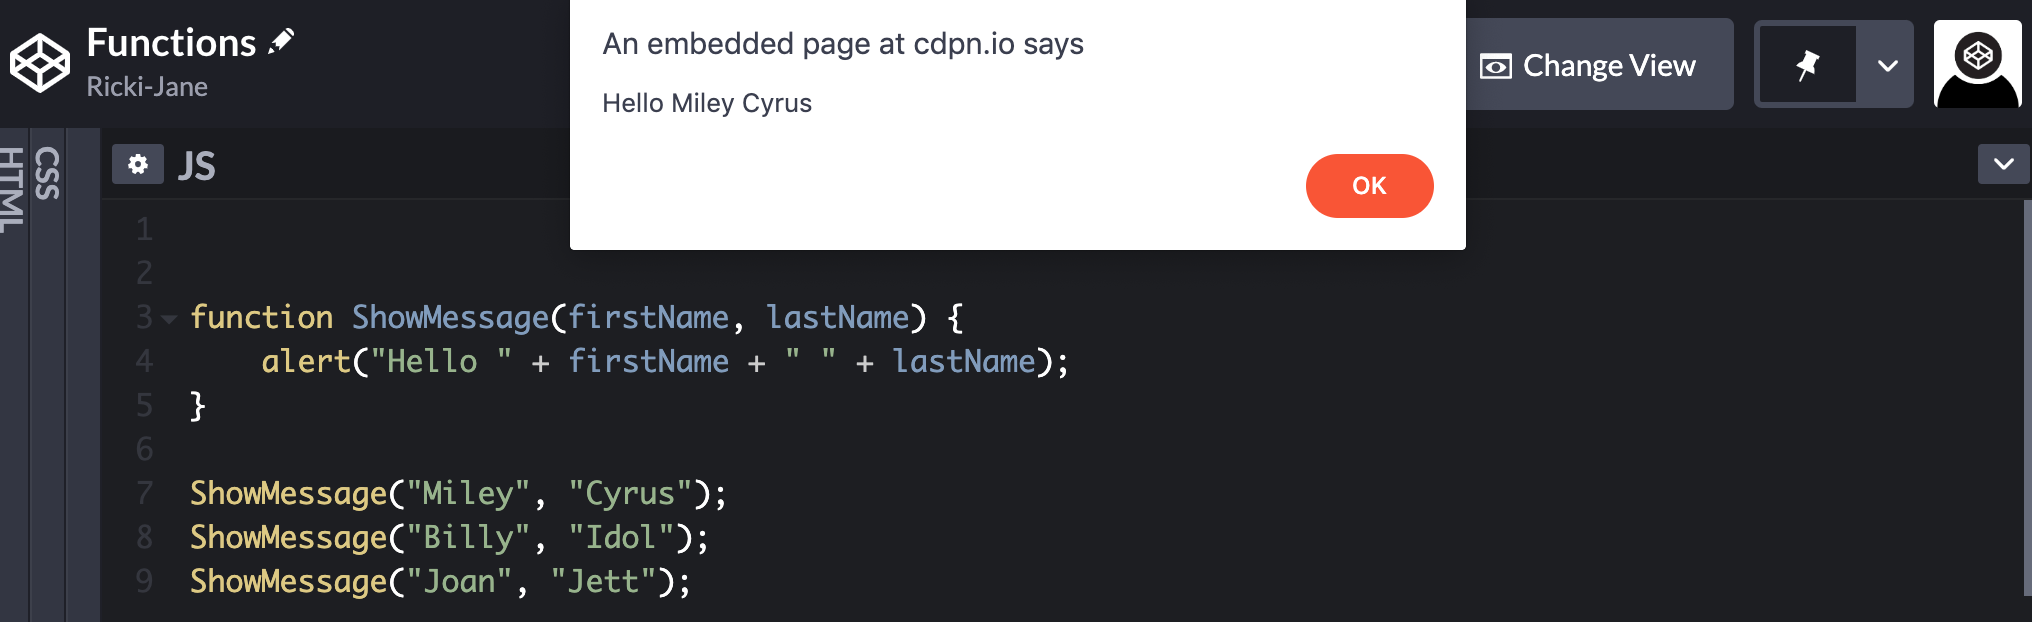 Functions
Ricki-Jane
An embedded page at cdpn.io says
Hello Miley Cyrus
OK
Change View
HTML
CSS
JS
1
2
3 function ShowMessage(firstName, lastName) {
4 alert("Hello " + firstName + " " + lastName);
5 }
6
7 ShowMessage("Miley", "Cyrus");
8 ShowMessage("Billy", "Idol");
9 ShowMessage("Joan", "Jett");